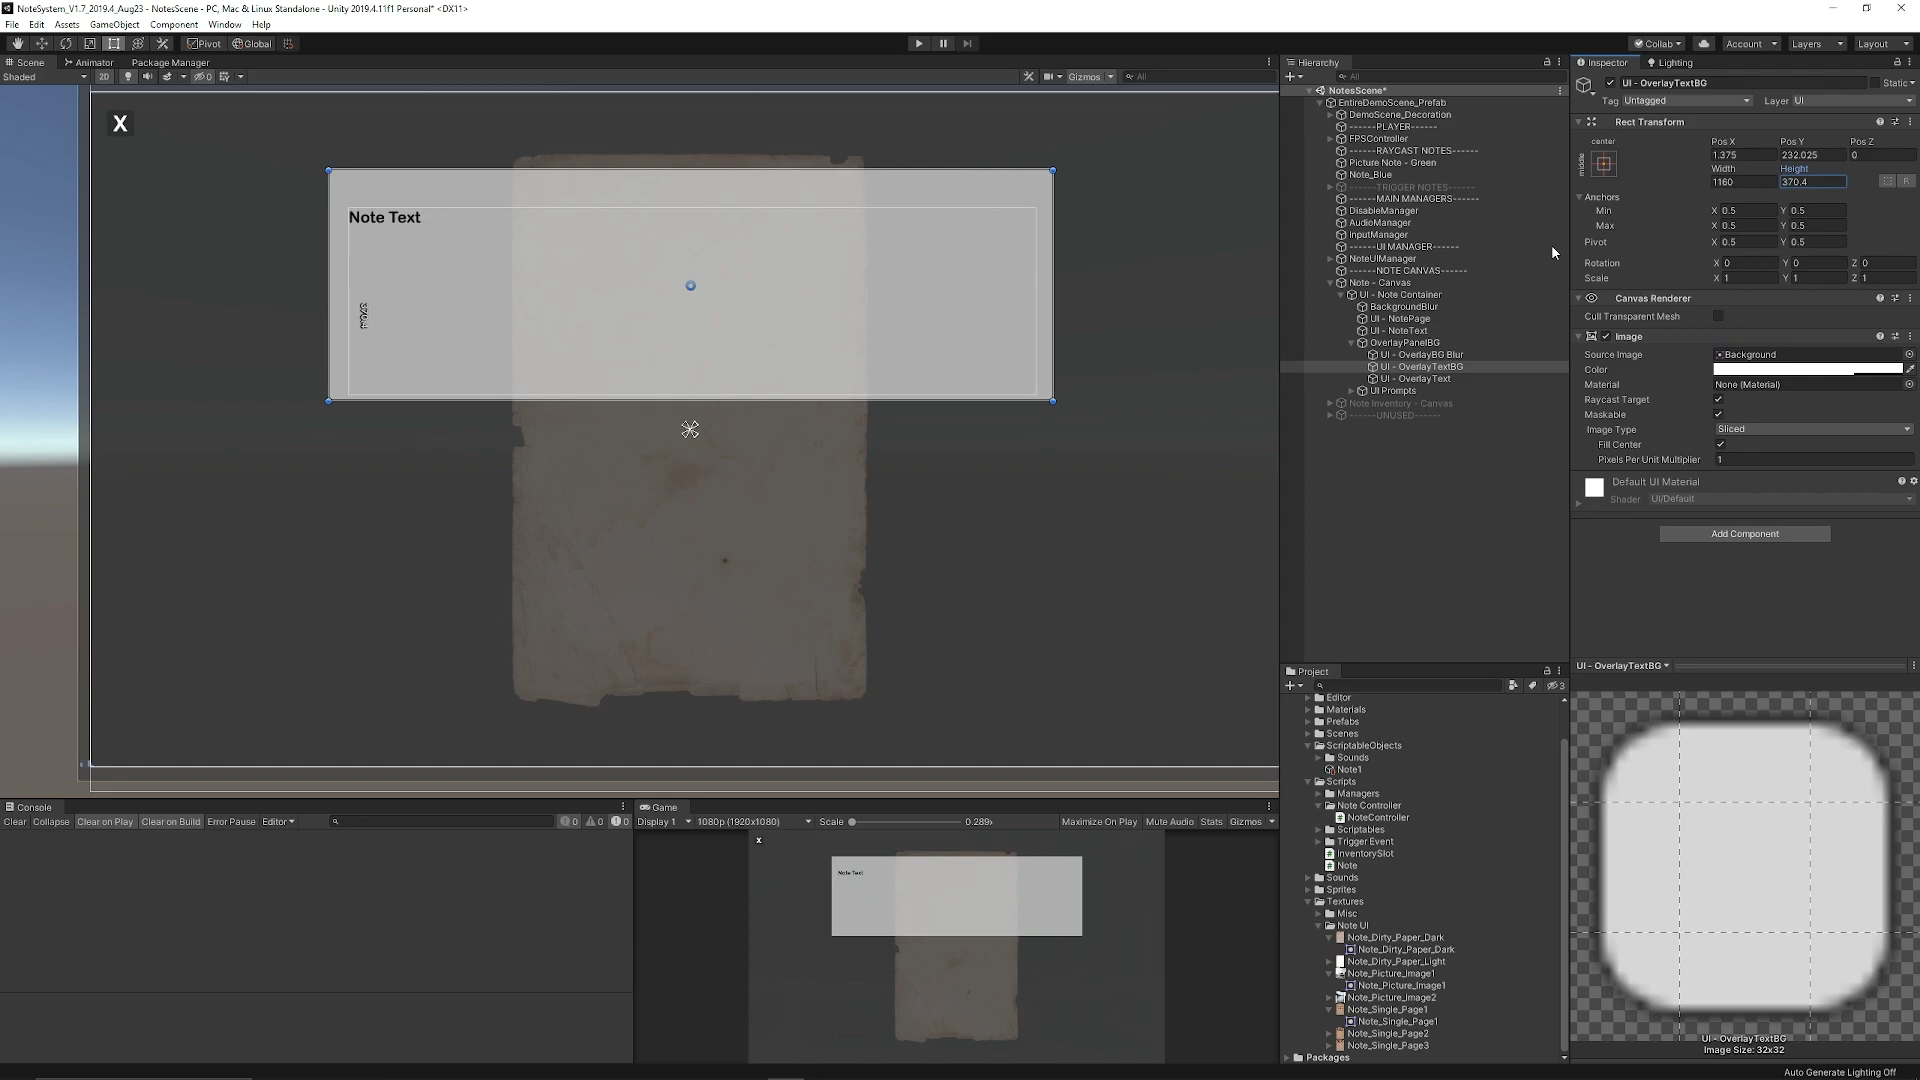 NoteSystem_V1.7_2019.4_Aug23 - NotesScene - PC, Mac & Linux Standalone - Unity 2019.4.11f1 Personal* <DX11>
File Edit Assets GameObject Component Window Help
Pivot Global Collab Account Layers Layout
Scene Animator Package Manager
Shaded 2D 0 Gizmos All
X
Note Text
370.4
Hierarchy
All
NotesScene*
EntireDemoScene_Prefab
DemoScene_Decoration
------PLAYER------
FPSController
------RAYCAST NOTES------
Picture Note - Green
Note_Blue
------TRIGGER NOTES------
------MAIN MANAGERS------
DisableManager
AudioManager
InputManager
------UI MANAGER------
NoteUIManager
------NOTE CANVAS------
Note - Canvas
UI - Note Container
BackgroundBlur
UI - NotePage
UI - NoteText
OverlayPanelBG
UI - OverlayBG Blur
UI - OverlayTextBG
UI - OverlayText
UI Prompts
Note Inventory - Canvas
------UNUSED------
Inspector Lighting
UI - OverlayTextBG Static
Tag Untagged Layer UI
Rect Transform
center
middle
Pos X Pos Y Pos Z
1.375 232.025 0
Width Height
1160 370.4
R
Anchors
Min X 0.5 Y 0.5
Max X 0.5 Y 0.5
Pivot X 0.5 Y 0.5
Rotation X 0 Y 0 Z 0
Scale X 1 Y 1 Z 1
Canvas Renderer
Cull Transparent Mesh
Image
Source Image Background
Color
Material None (Material)
Raycast Target
Maskable
Image Type Sliced
Fill Center
Pixels Per Unit Multiplier 1
Default UI Material
Shader UI/Default
Add Component
UI - OverlayTextBG
UI - OverlayTextBG
Image Size: 32x32
Project
3
Editor
Materials
Prefabs
Scenes
ScriptableObjects
Sounds
Note1
Scripts
Managers
Note Controller
NoteController
Scriptables
Trigger Event
InventorySlot
Note
Sounds
Sprites
Textures
Misc
Note UI
Note_Dirty_Paper_Dark
Note_Dirty_Paper_Dark
Note_Dirty_Paper_Light
Note_Picture_Image1
Note_Picture_Image1
Note_Picture_Image2
Note_Single_Page1
Note_Single_Page1
Note_Single_Page2
Note_Single_Page3
Packages
Console
Clear Collapse Clear on Play Clear on Build Error Pause Editor 0 0 0
Game
Display 1 1080p (1920x1080) Scale 0.289x Maximize On Play Mute Audio Stats Gizmos
X
Note Text
Auto Generate Lighting Off